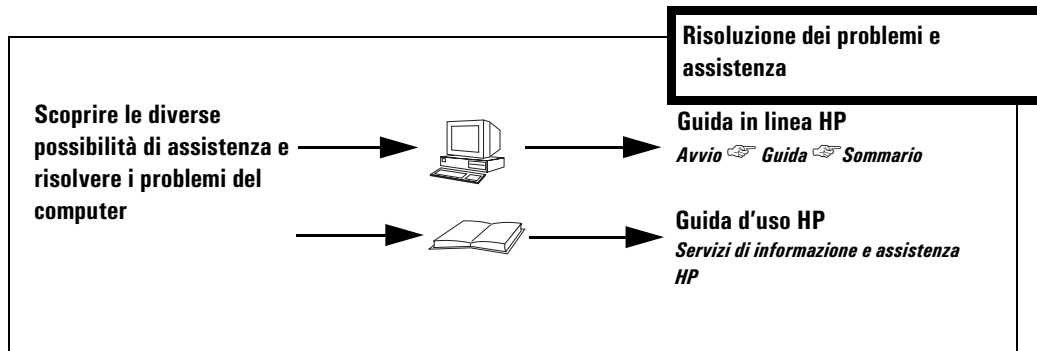 Risoluzione dei problemi e
assistenza
Scoprire le diverse
possibilità di assistenza e
risolvere i problemi del
computer
Guida in linea HP
Avvio ☞ Guida ☞ Sommario
Guida d'uso HP
Servizi di informazione e assistenza
HP